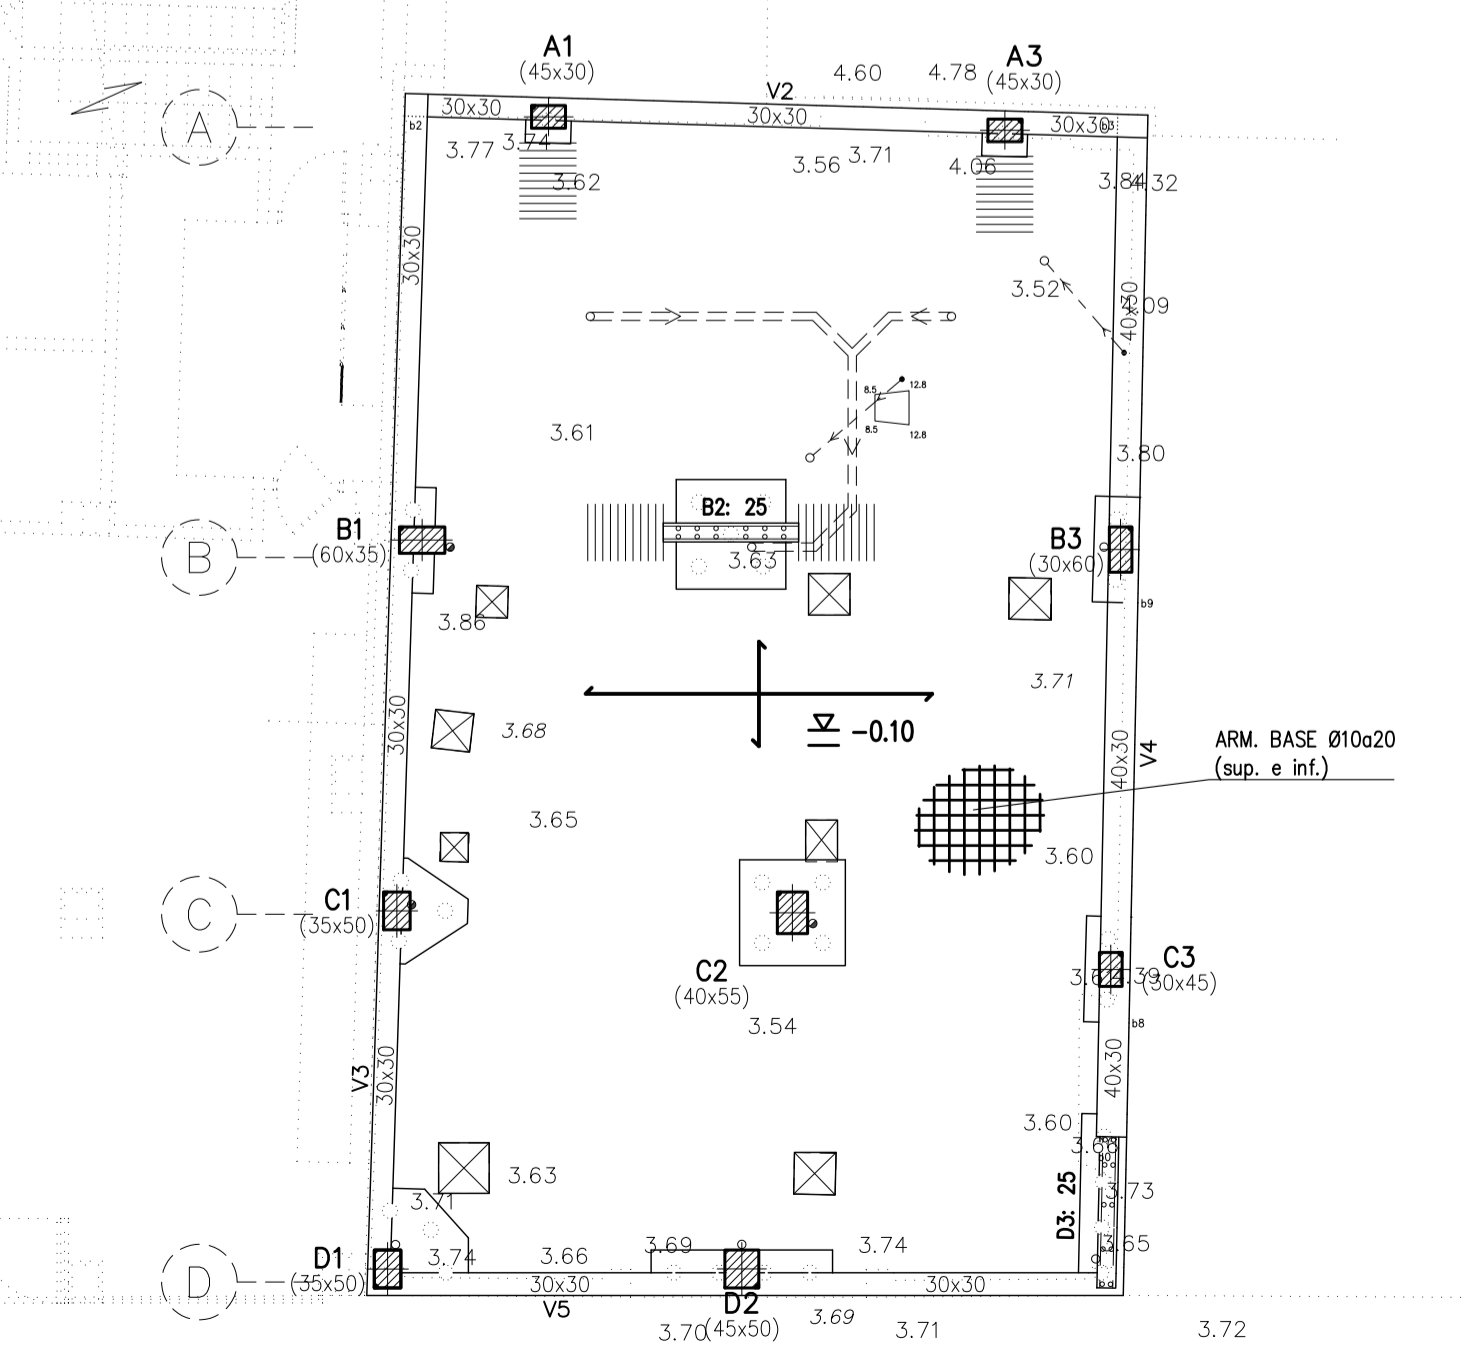 A1
(45x30)
A3
(45x30)
4.60
4.78
V2
30x30
30x30
30x30
b3
b2
A
3.77
3.74
3.62
3.56
3.71
4.06
3.84
4.32
30x30
3.52
4.09
40x30
8.5
12.8
8.5
12.8
3.61
3.80
B2: 25
B1
(60x35)
B
3.63
B3
(30x60)
b9
3.86
3.71
3.68
-0.10
30x30
40x30
V4
ARM. BASE Ø10a20
(sup. e inf.)
3.65
3.60
C1
(35x50)
C
C2
(40x55)
C3
(30x45)
4.39
3.54
b8
V3
30x30
40x30
3.60
3.63
3.71
3.73
D3: 25
3.65
D1
(35x50)
D
3.74
3.66
3.69
3.74
30x30
30x30
V5
D2
(45x50)
3.70
3.69
3.71
3.72